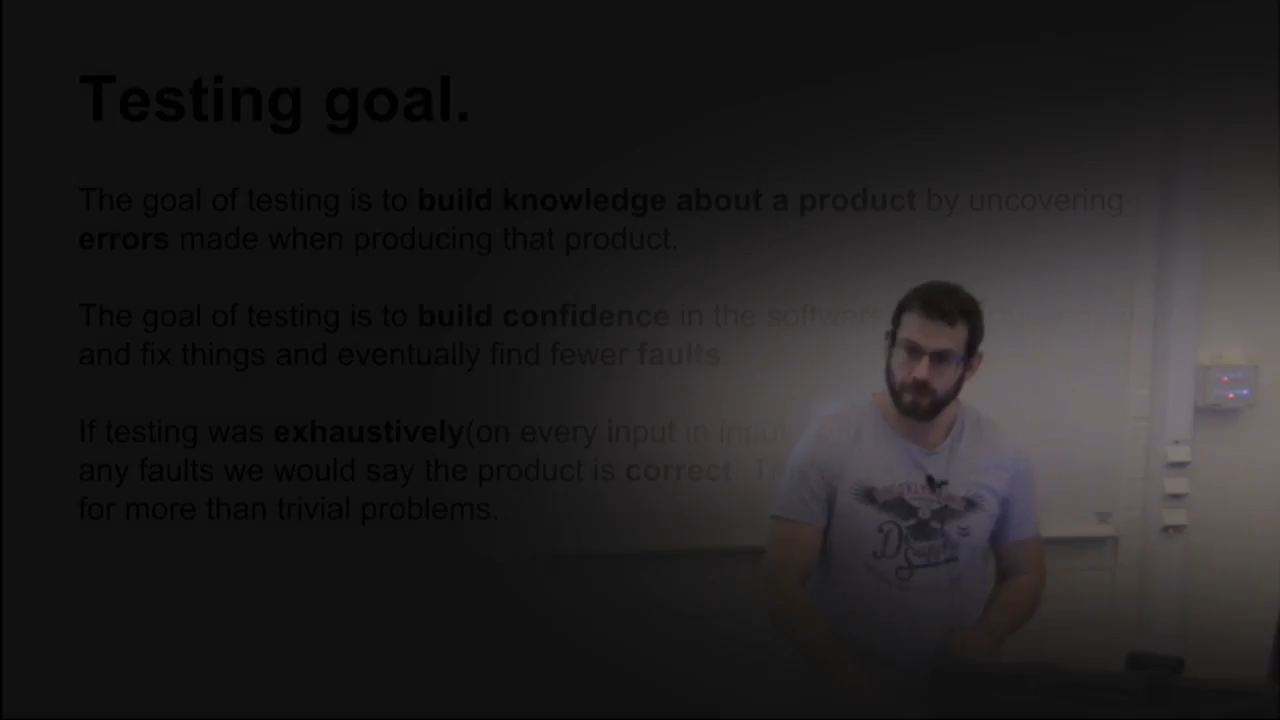 Testing goal.
The goal of testing is to build knowledge about a product by uncovering
errors made when producing that product.
The goal of testing is to build confidence in the software
and fix things and eventually find fewer faults
If testing was exhaustively(on every input in input
any faults we would say the product is correct.
for more than trivial problems.